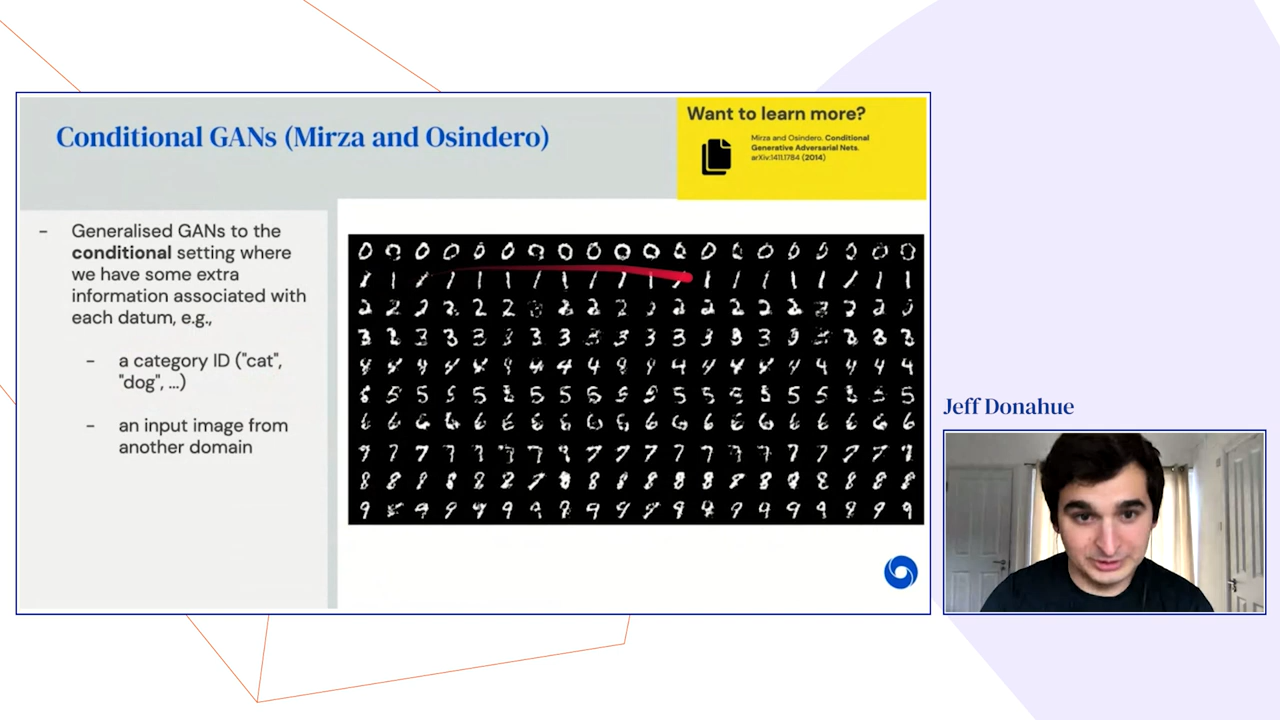 Conditional GANs (Mirza and Osindero)
Want to learn more?
Mirza and Osindero. Conditional
Generative Adversarial Nets.
arXiv:1411.1784 (2014)
- Generalised GANs to the
conditional setting where
we have some extra
information associated with
each datum, e.g.,
- a category ID ("cat",
"dog", ...)
- an input image from
another domain
Jeff Donahue